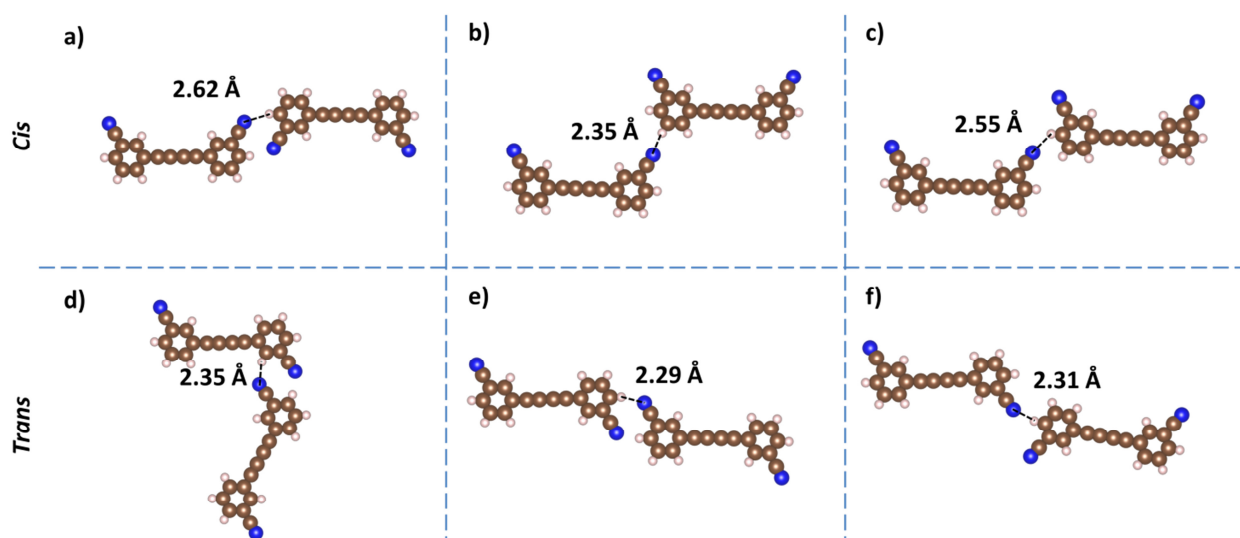 a)
2.62 Å
b)
2.35 Å
c)
2.55 Å
Cis
d)
2.35 Å
e)
2.29 Å
f)
2.31 Å
Trans